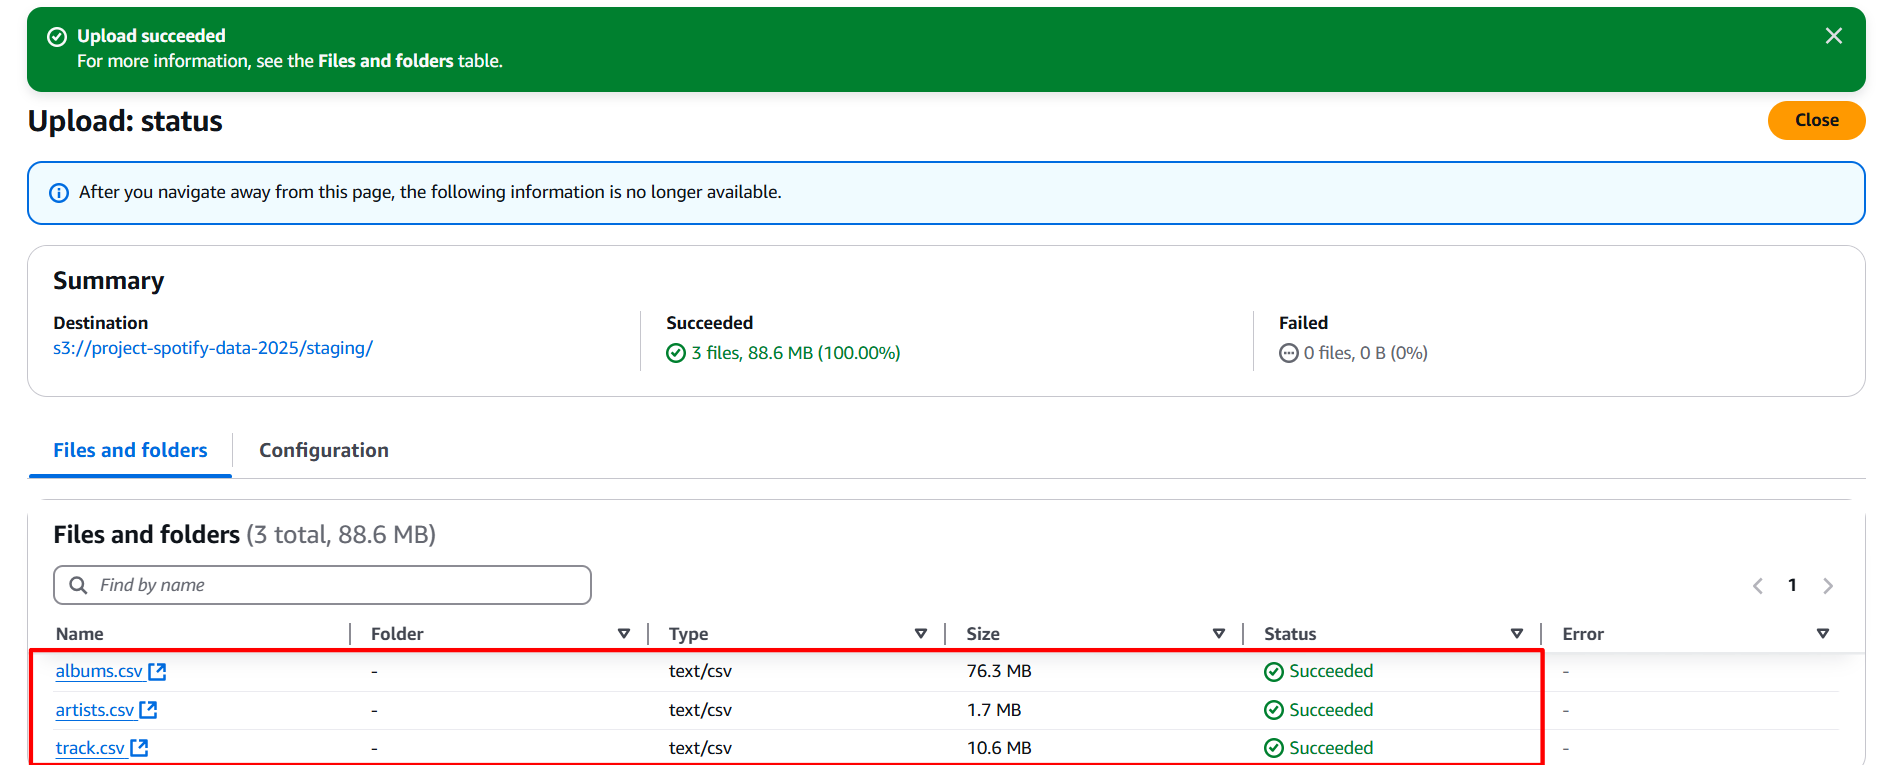 Upload succeeded
For more information, see the Files and folders table.
Upload: status
Close
After you navigate away from this page, the following information is no longer available.
Summary
Destination
s3://project-spotify-data-2025/staging/
Succeeded
3 files, 88.6 MB (100.00%)
Failed
0 files, 0 B (0%)
Files and folders
Configuration
Files and folders (3 total, 88.6 MB)
Find by name
1
Name Folder Type Size Status Error
albums.csv - text/csv 76.3 MB Succeeded -
artists.csv - text/csv 1.7 MB Succeeded -
track.csv - text/csv 10.6 MB Succeeded -